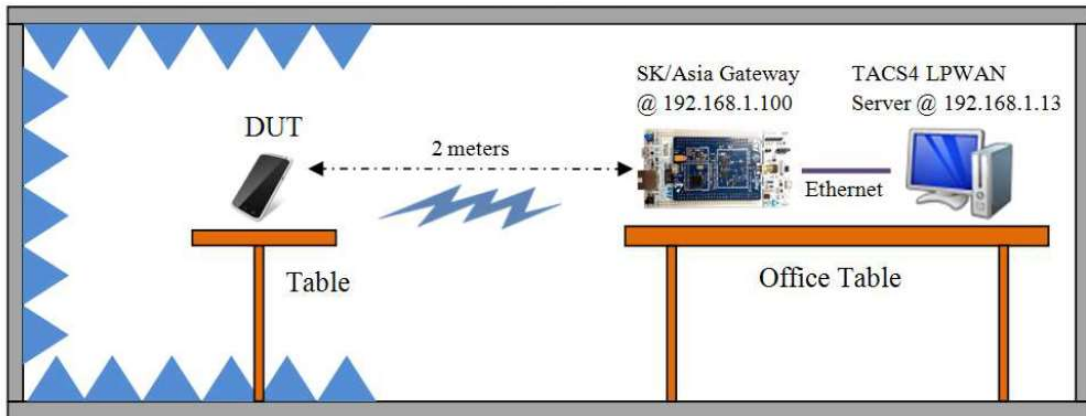 SK/Asia Gateway
@ 192.168.1.100
TACS4 LPWAN
Server @ 192.168.1.13
DUT
2 meters
Ethernet
Table
Office Table